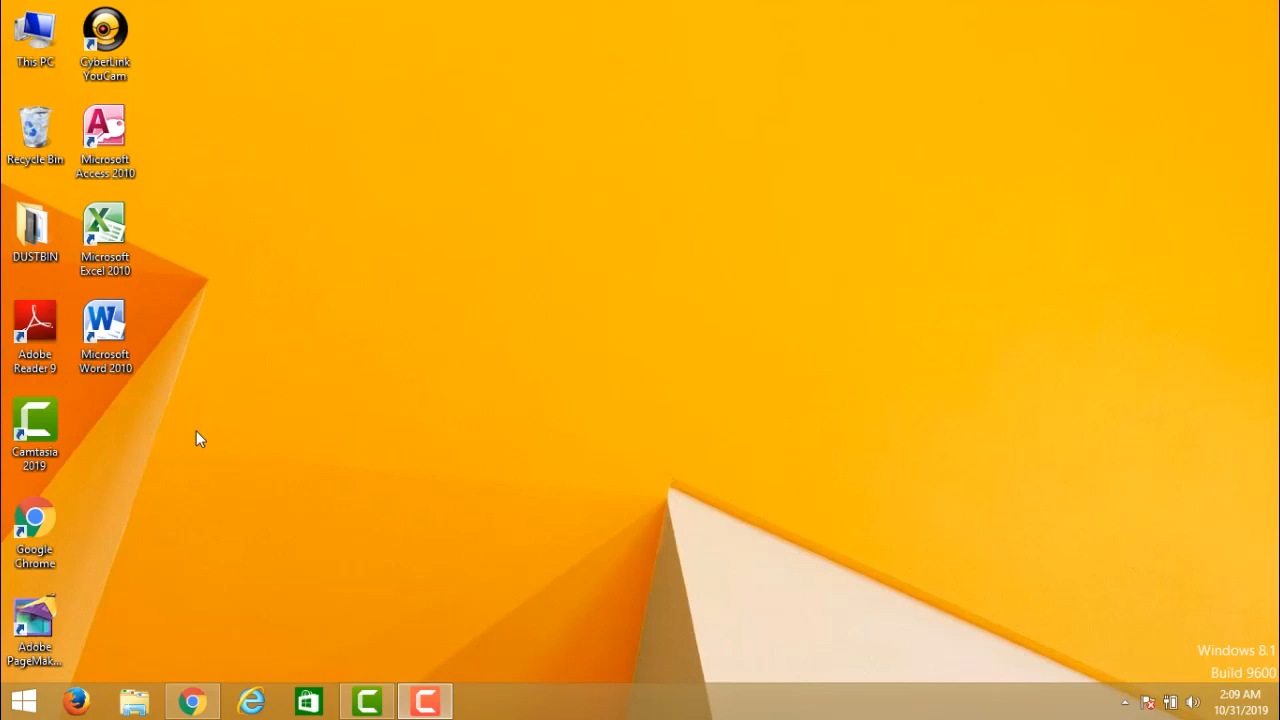 This PC
CyberLink
YouCam
Recycle Bin
Microsoft
Access 2010
DUSTBIN
Microsoft
Excel 2010
Adobe
Reader 9
Microsoft
Word 2010
Camtasia
2019
Google
Chrome
Adobe
PageMak...
Windows 8.1
Build 9600
2:09 AM
10/31/2019